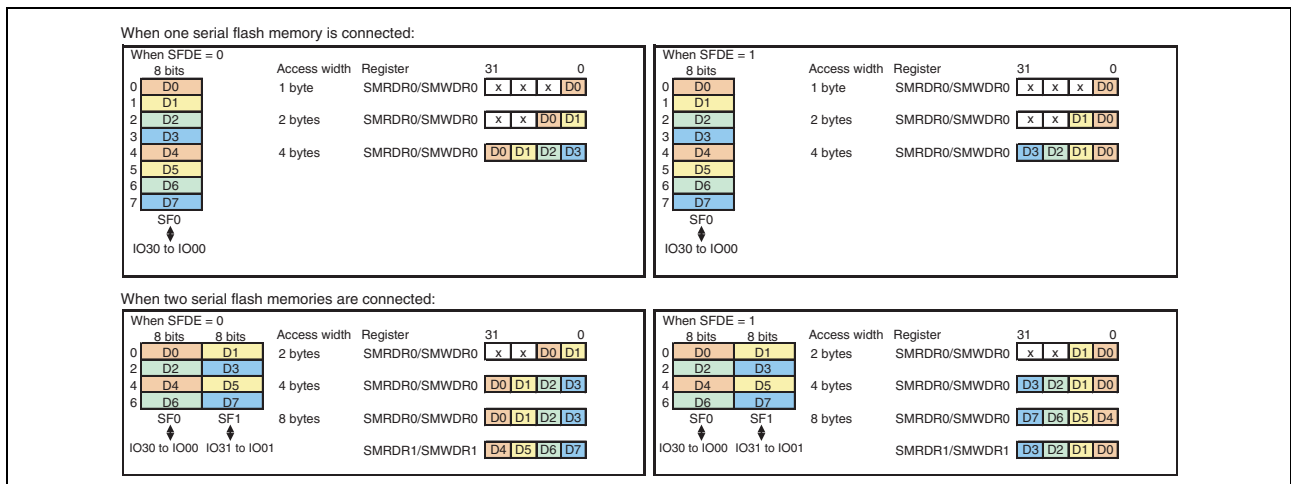 When one serial flash memory is connected:
When SFDE = 0
8 bits Access width Register 31 0
0 D0 1 byte SMRDR0/SMWDR0 x x x D0
1 D1
2 D2 2 bytes SMRDR0/SMWDR0 x x D0 D1
3 D3
4 D4 4 bytes SMRDR0/SMWDR0 D0 D1 D2 D3
5 D5
6 D6
7 D7
SF0
IO30 to IO00
When SFDE = 1
8 bits Access width Register 31 0
0 D0 1 byte SMRDR0/SMWDR0 x x x D0
1 D1
2 D2 2 bytes SMRDR0/SMWDR0 x x D1 D0
3 D3
4 D4 4 bytes SMRDR0/SMWDR0 D3 D2 D1 D0
5 D5
6 D6
7 D7
SF0
IO30 to IO00
When two serial flash memories are connected:
When SFDE = 0
8 bits 8 bits Access width Register 31 0
0 D0 D1 2 bytes SMRDR0/SMWDR0 x x D0 D1
2 D2 D3
4 D4 D5 4 bytes SMRDR0/SMWDR0 D0 D1 D2 D3
6 D6 D7
SF0 SF1 8 bytes SMRDR0/SMWDR0 D0 D1 D2 D3
IO30 to IO00 IO31 to IO01
SMRDR1/SMWDR1 D4 D5 D6 D7
When SFDE = 1
8 bits 8 bits Access width Register 31 0
0 D0 D1 2 bytes SMRDR0/SMWDR0 x x D1 D0
2 D2 D3
4 D4 D5 4 bytes SMRDR0/SMWDR0 D3 D2 D1 D0
6 D6 D7
SF0 SF1 8 bytes SMRDR0/SMWDR0 D7 D6 D5 D4
IO30 to IO00 IO31 to IO01
SMRDR1/SMWDR1 D3 D2 D1 D0